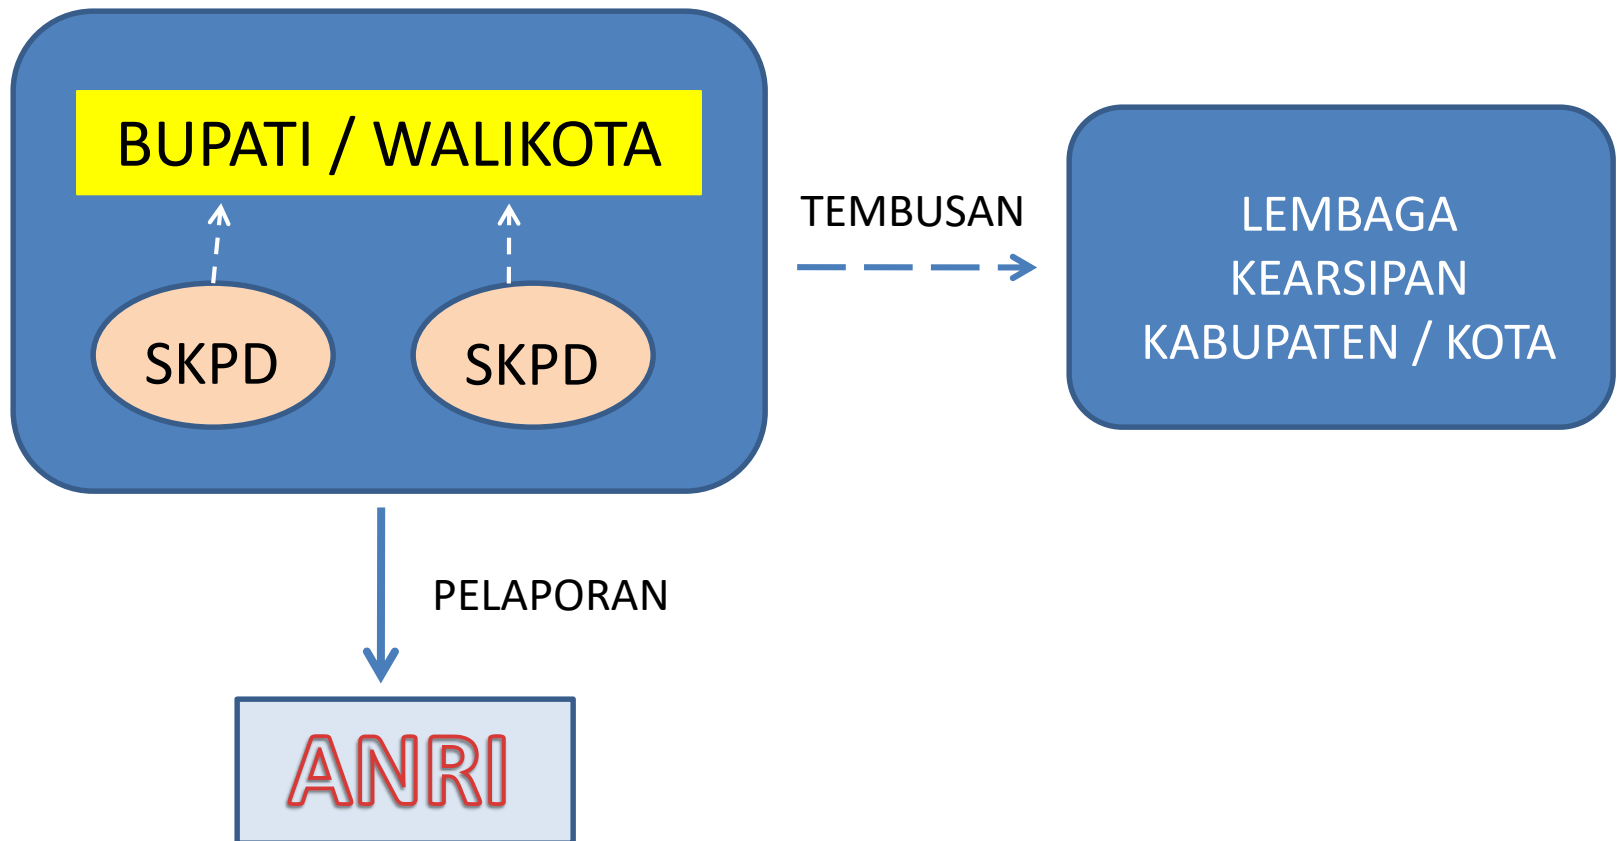 BUPATI / WALIKOTA
SKPD
SKPD
TEMBUSAN
LEMBAGA
KEARSIPAN
KABUPATEN / KOTA
PELAPORAN
ANRI